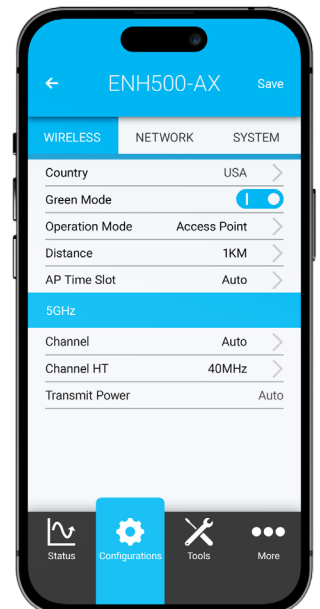 ENH500-AX Save
WIRELESS NETWORK SYSTEM
Country USA
Green Mode
Operation Mode Access Point
Distance 1KM
AP Time Slot Auto
5GHz
Channel Auto
Channel HT 40MHz
Transmit Power Auto
Status Configurations Tools More